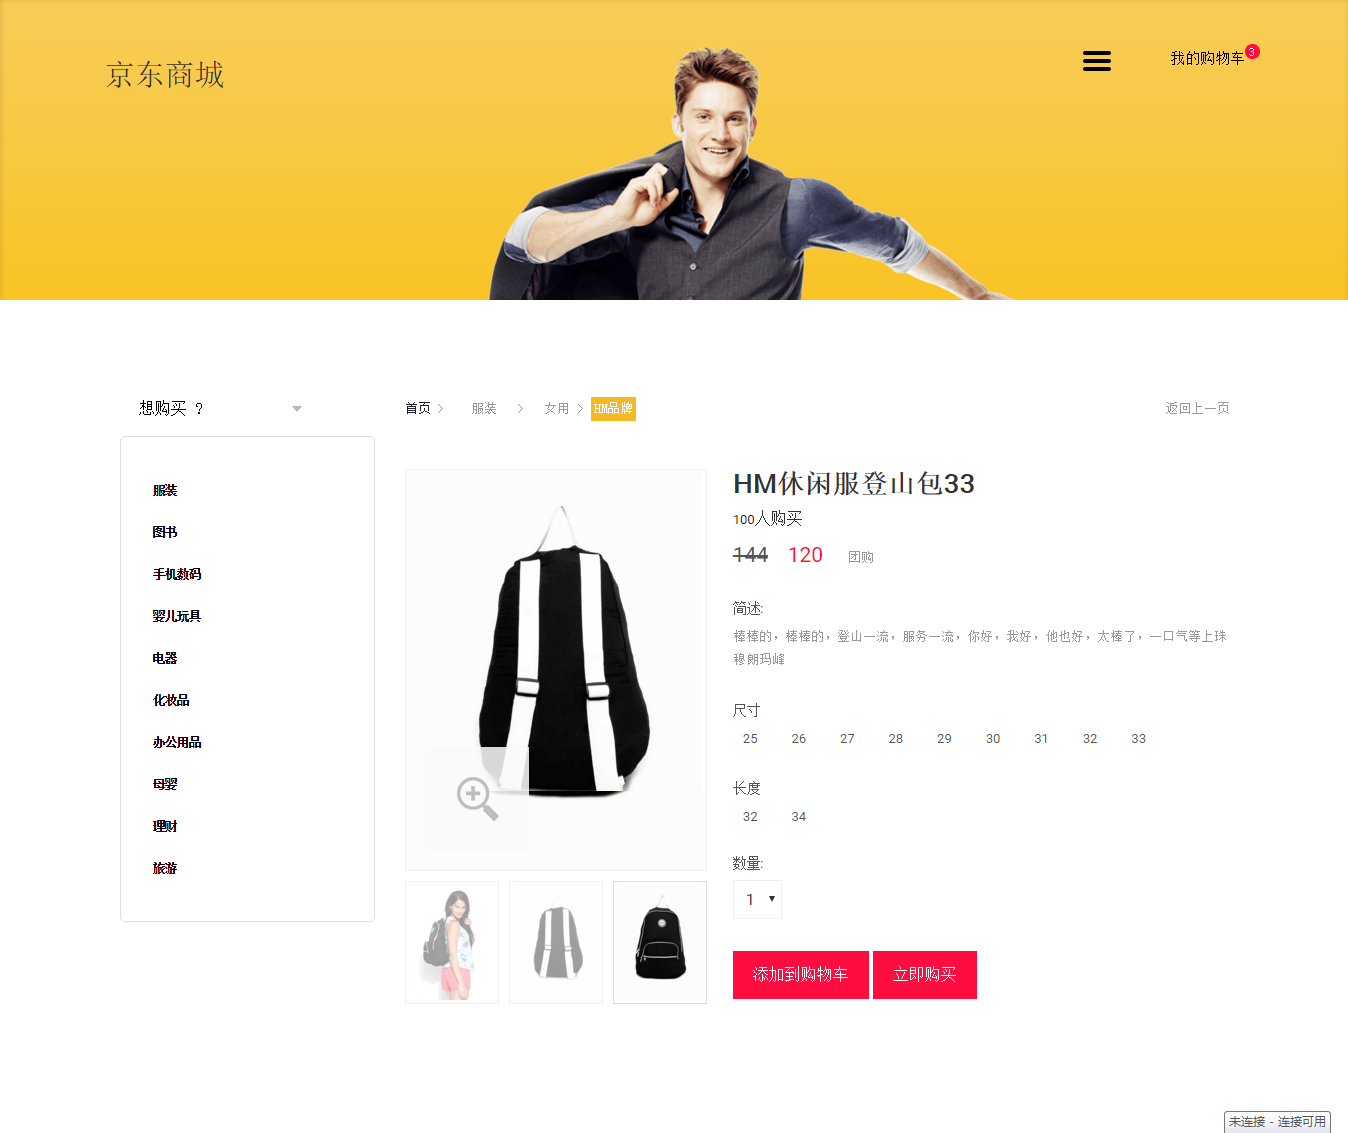 京东商城
我的购物车 3
想购买 ？
首页 > 服装 > 女用 > HM品牌
返回上一页
服装
图书
手机数码
婴儿玩具
电器
化妆品
办公用品
母婴
理财
旅游
HM休闲服登山包33
100人购买
144 120 团购
简述:
棒棒的，棒棒的，登山一流，服务一流，你好，我好，他也好，太棒了，一口气等上珠
穆朗玛峰
尺寸
25 26 27 28 29 30 31 32 33
长度
32 34
数量:
1
添加到购物车 立即购买
未连接 - 连接可用